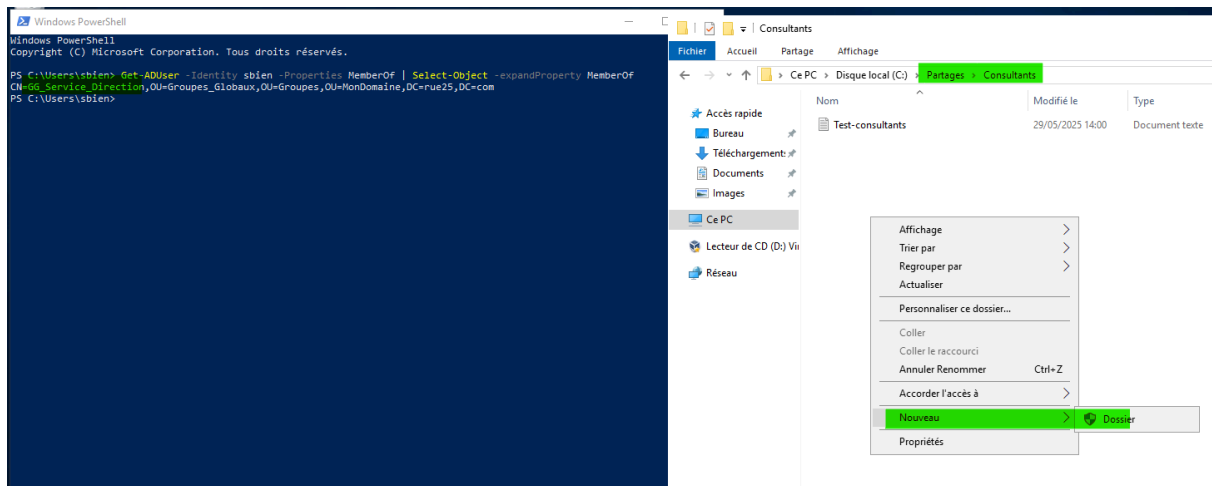 Windows PowerShell
Windows PowerShell
Copyright (C) Microsoft Corporation. Tous droits réservés.
PS C:\Users\sbien> Get-ADUser -Identity sbien -Properties MemberOf | Select-Object -expandProperty MemberOf
CN=GG_Service_Direction,OU=Groupes_Globaux,OU=Groupes,OU=MonDomaine,DC=rue25,DC=com
PS C:\Users\sbien>
Consultants
Fichier Accueil Partage Affichage
Ce PC > Disque local (C:) > Partages > Consultants
Nom Modifié le Type
Accès rapide
Test-consultants 29/05/2025 14:00 Document texte
Bureau
Téléchargement:
Documents
Images
Ce PC
Lecteur de CD (D:) Vir
Réseau
Affichage
Trier par
Regrouper par
Actualiser
Personnaliser ce dossier...
Coller
Coller le raccourci
Annuler Renommer Ctrl+Z
Accorder l'accès à
Nouveau
Dossier
Propriétés